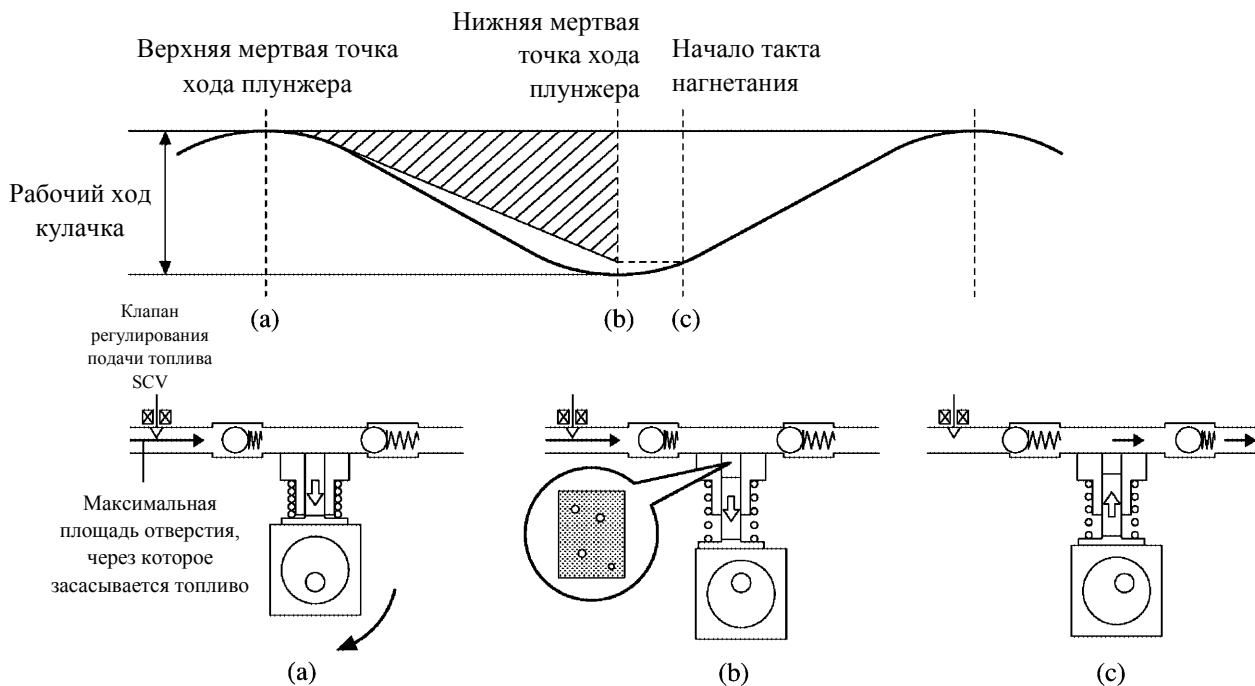 Верхняя мертвая точка
хода плунжера
Нижняя мертвая
точка хода
плунжера
Начало такта
нагнетания
Рабочий ход
кулачка
(a)
(b)
(c)
Клапан
регулирования
подачи топлива
SCV
Максимальная
площадь отверстия,
через которое
засасывается топливо
(a)
(b)
(c)